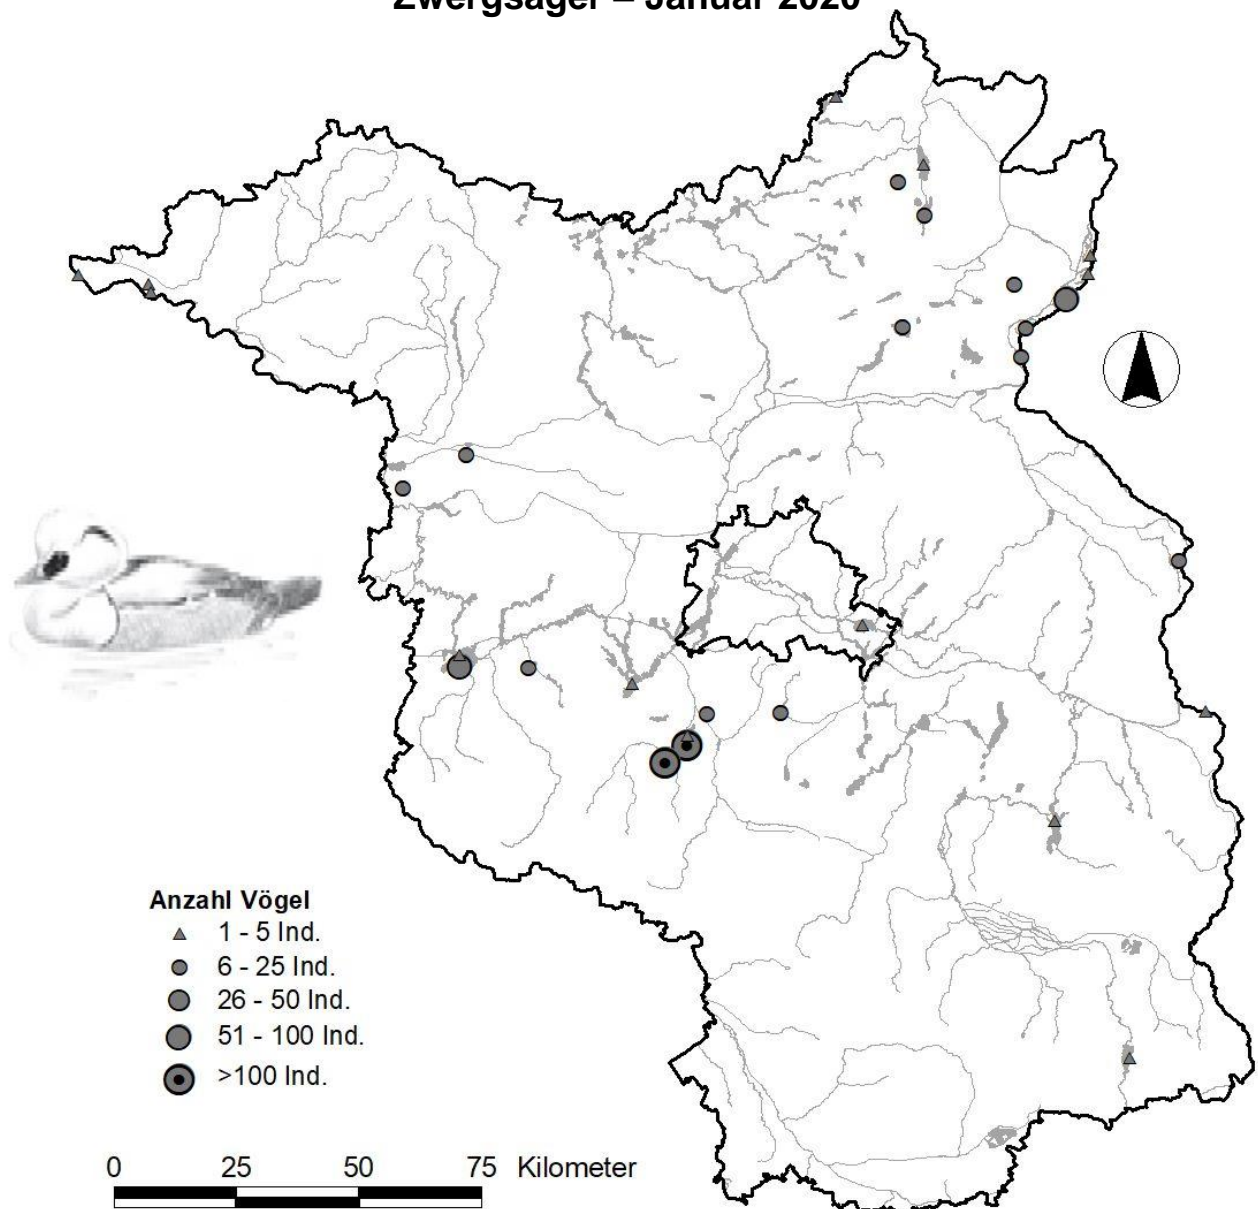 Zwergsäger – Januar 2020
Anzahl Vögel
1 - 5 Ind.
6 - 25 Ind.
26 - 50 Ind.
51 - 100 Ind.
>100 Ind.
0 25 50 75 Kilometer